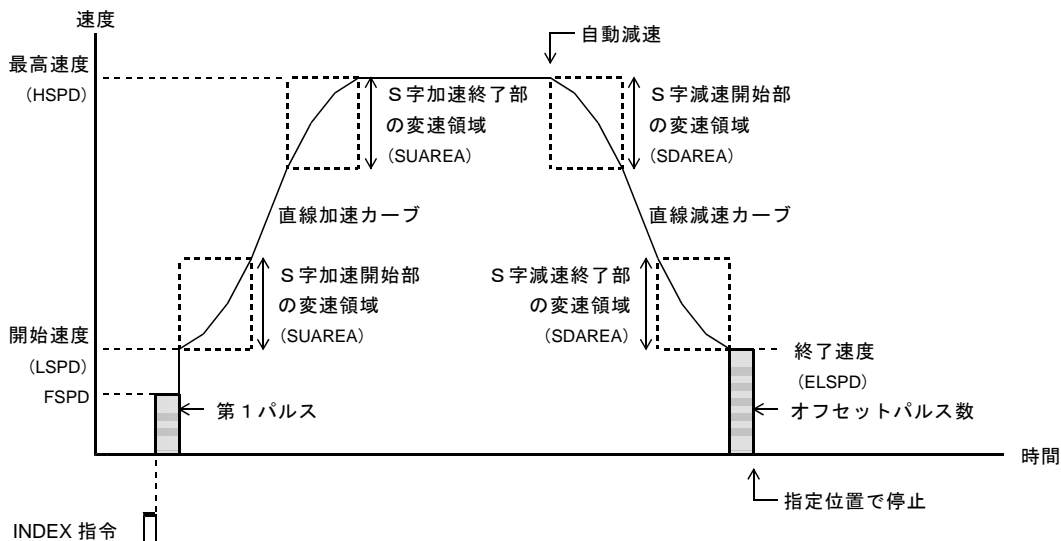 速度
自動減速
最高速度
(HSPD)
S字加速終了部
の変速領域
(SUAREA)
S字減速開始部
の変速領域
(SDAREA)
直線加速カーブ
直線減速カーブ
S字加速開始部
の変速領域
(SUAREA)
S字減速終了部
の変速領域
(SDAREA)
開始速度
(LSPD)
FSPD
第1パルス
終了速度
(ELSPD)
オフセットパルス数
時間
指定位置で停止
INDEX 指令